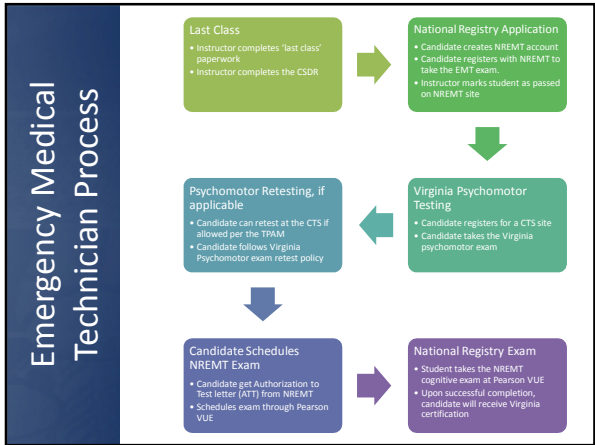 Emergency Medical
Technician Process
Last Class
• Instructor completes 'last class'
paperwork
• Instructor completes the CSDR
National Registry Application
• Candidate creates NREMT account
• Candidate registers with NREMT to
take the EMT exam.
• Instructor marks student as passed
on NREMT site
Virginia Psychomotor
Testing
• Candidate registers for a CTS site
• Candidate takes the Virginia
psychomotor exam
Psychomotor Retesting, if
applicable
• Candidate can retest at the CTS if
allowed per the TPAM
• Candidate follows Virginia
Psychomotor exam retest policy
Candidate Schedules
NREMT Exam
• Candidate get Authorization to
Test letter (ATT) from NREMT
• Schedules exam through Pearson
VUE
National Registry Exam
• Student takes the NREMT
cognitive exam at Pearson VUE
• Upon successful completion,
candidate will receive Virginia
certification